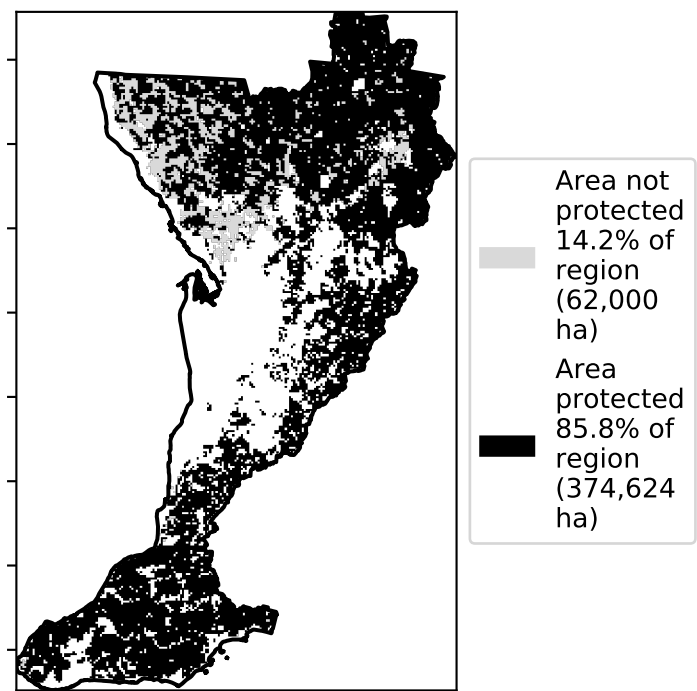 Area not
protected
14.2% of
region
(62,000
ha)
Area
protected
85.8% of
region
(374,624
ha)